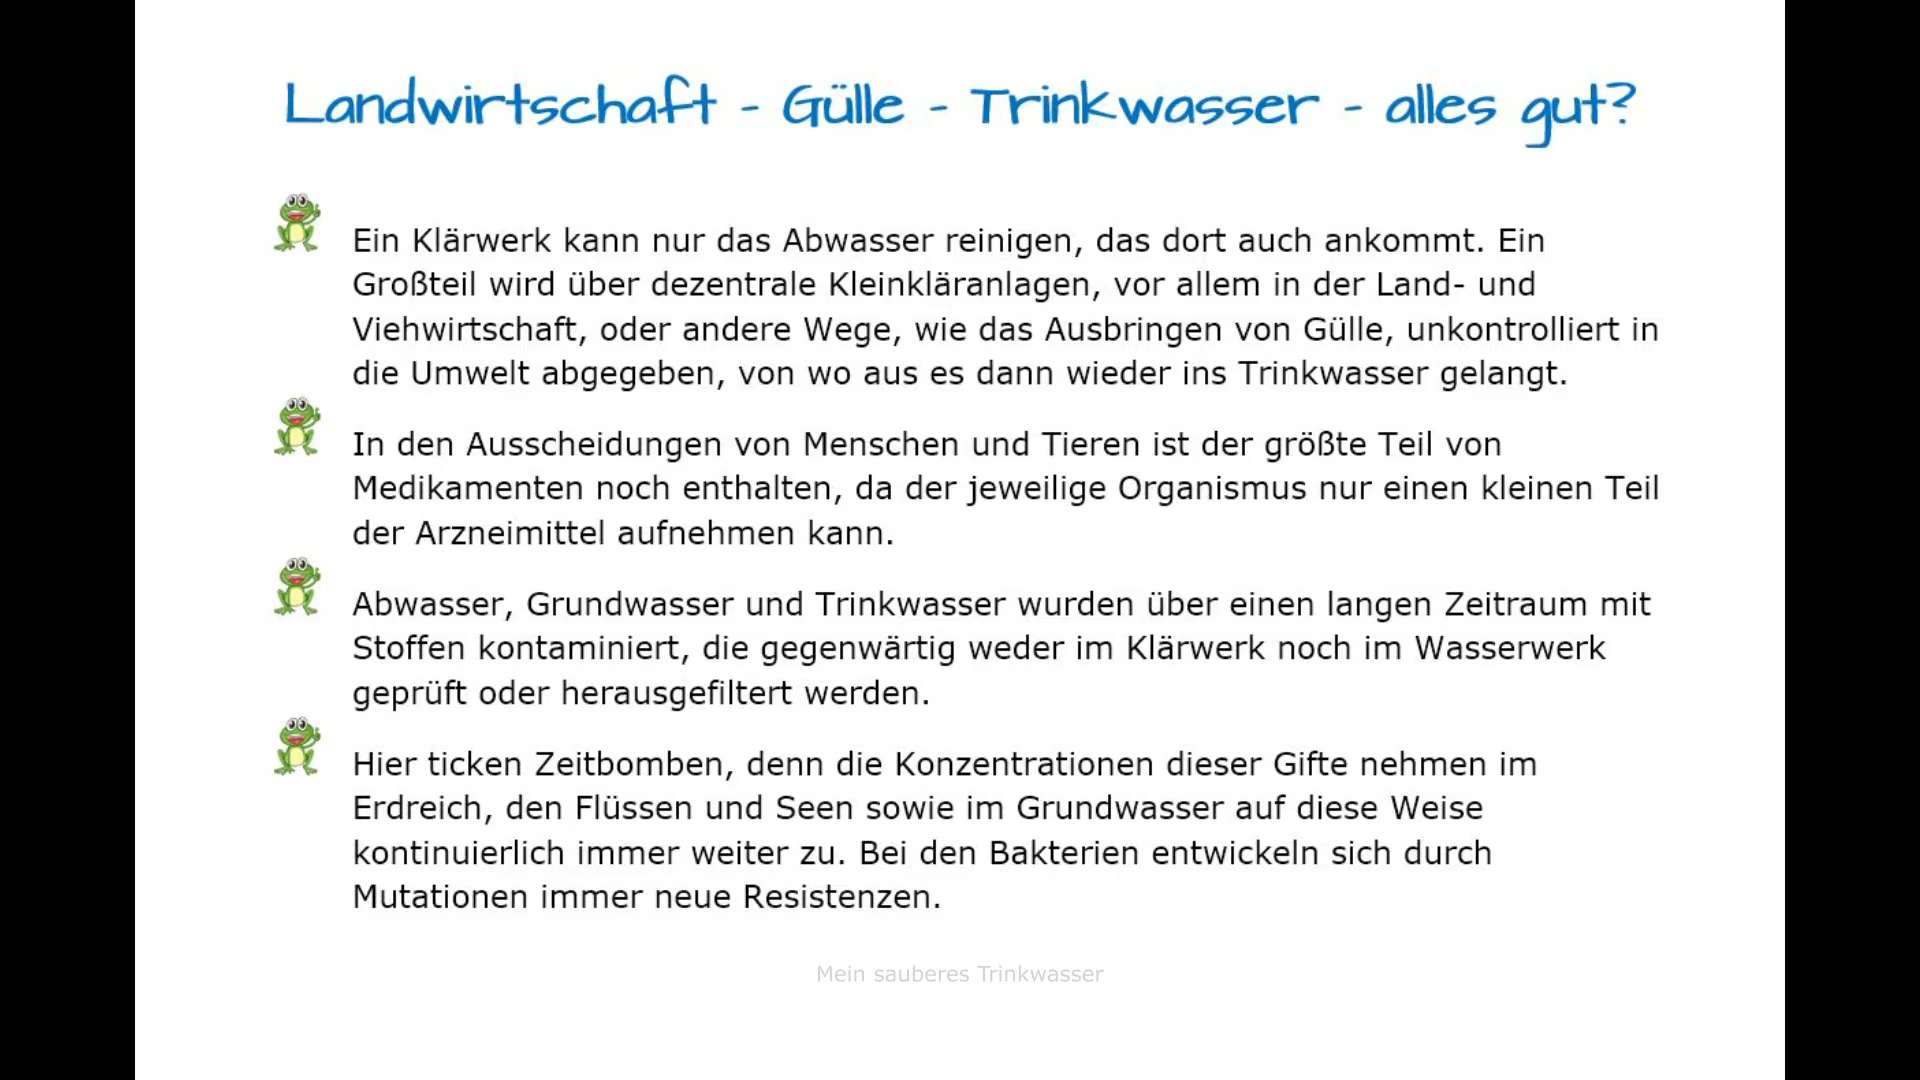 Landwirtschaft - Gülle - Trinkwasser - alles gut?
Ein Klärwerk kann nur das Abwasser reinigen, das dort auch ankommt. Ein
Großteil wird über dezentrale Kleinkläranlagen, vor allem in der Land- und
Viehwirtschaft, oder andere Wege, wie das Ausbringen von Gülle, unkontrolliert in
die Umwelt abgegeben, von wo aus es dann wieder ins Trinkwasser gelangt.
In den Ausscheidungen von Menschen und Tieren ist der größte Teil von
Medikamenten noch enthalten, da der jeweilige Organismus nur einen kleinen Teil
der Arzneimittel aufnehmen kann.
Abwasser, Grundwasser und Trinkwasser wurden über einen langen Zeitraum mit
Stoffen kontaminiert, die gegenwärtig weder im Klärwerk noch im Wasserwerk
geprüft oder herausgefiltert werden.
Hier ticken Zeitbomben, denn die Konzentrationen dieser Gifte nehmen im
Erdreich, den Flüssen und Seen sowie im Grundwasser auf diese Weise
kontinuierlich immer weiter zu. Bei den Bakterien entwickeln sich durch
Mutationen immer neue Resistenzen.
Mein sauberes Trinkwasser